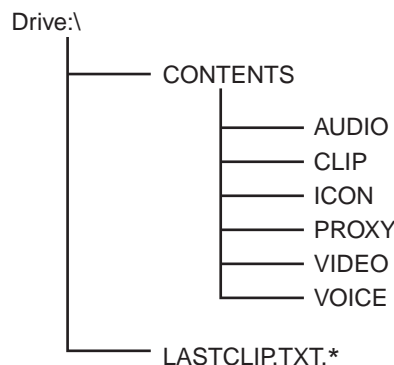 Drive:\
CONTENTS
AUDIO
CLIP
ICON
PROXY
VIDEO
VOICE
LASTCLIP.TXT.*